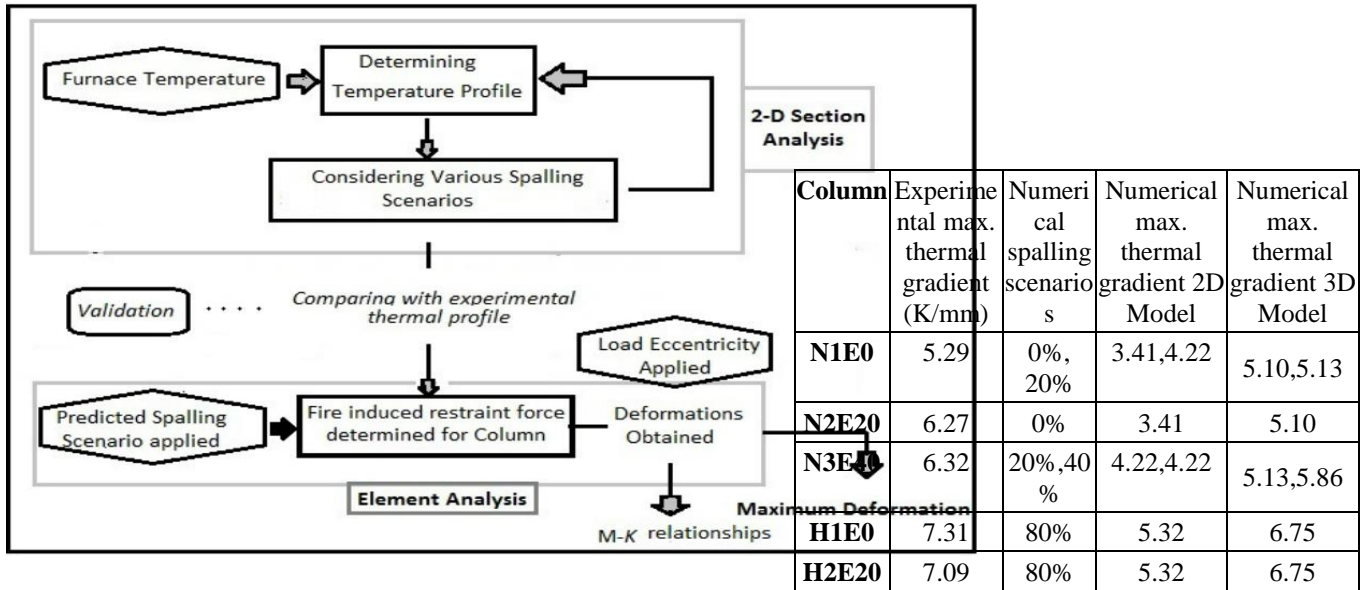 Furnace Temperature
Determining
Temperature Profile
2-D Section
Analysis
Considering Various Spalling
Scenarios
Validation
Comparing with experimental
thermal profile
Load Eccentricity
Applied
Predicted Spalling
Scenario applied
Fire induced restraint force
determined for Column
Deformations
Obtained
Element Analysis
Maximum Deformation
M-K relationships
Column Experime Numeri Numerical Numerical
ntal max. cal max. max.
thermal spalling thermal thermal
gradient scenario gradient 2D gradient 3D
(K/mm) s Model Model
N1E0 5.29 0%, 3.41,4.22 5.10,5.13
20%
N2E20 6.27 0% 3.41 5.10
N3E40 6.32 20%,40 4.22,4.22 5.13,5.86
%
H1E0 7.31 80% 5.32 6.75
H2E20 7.09 80% 5.32 6.75